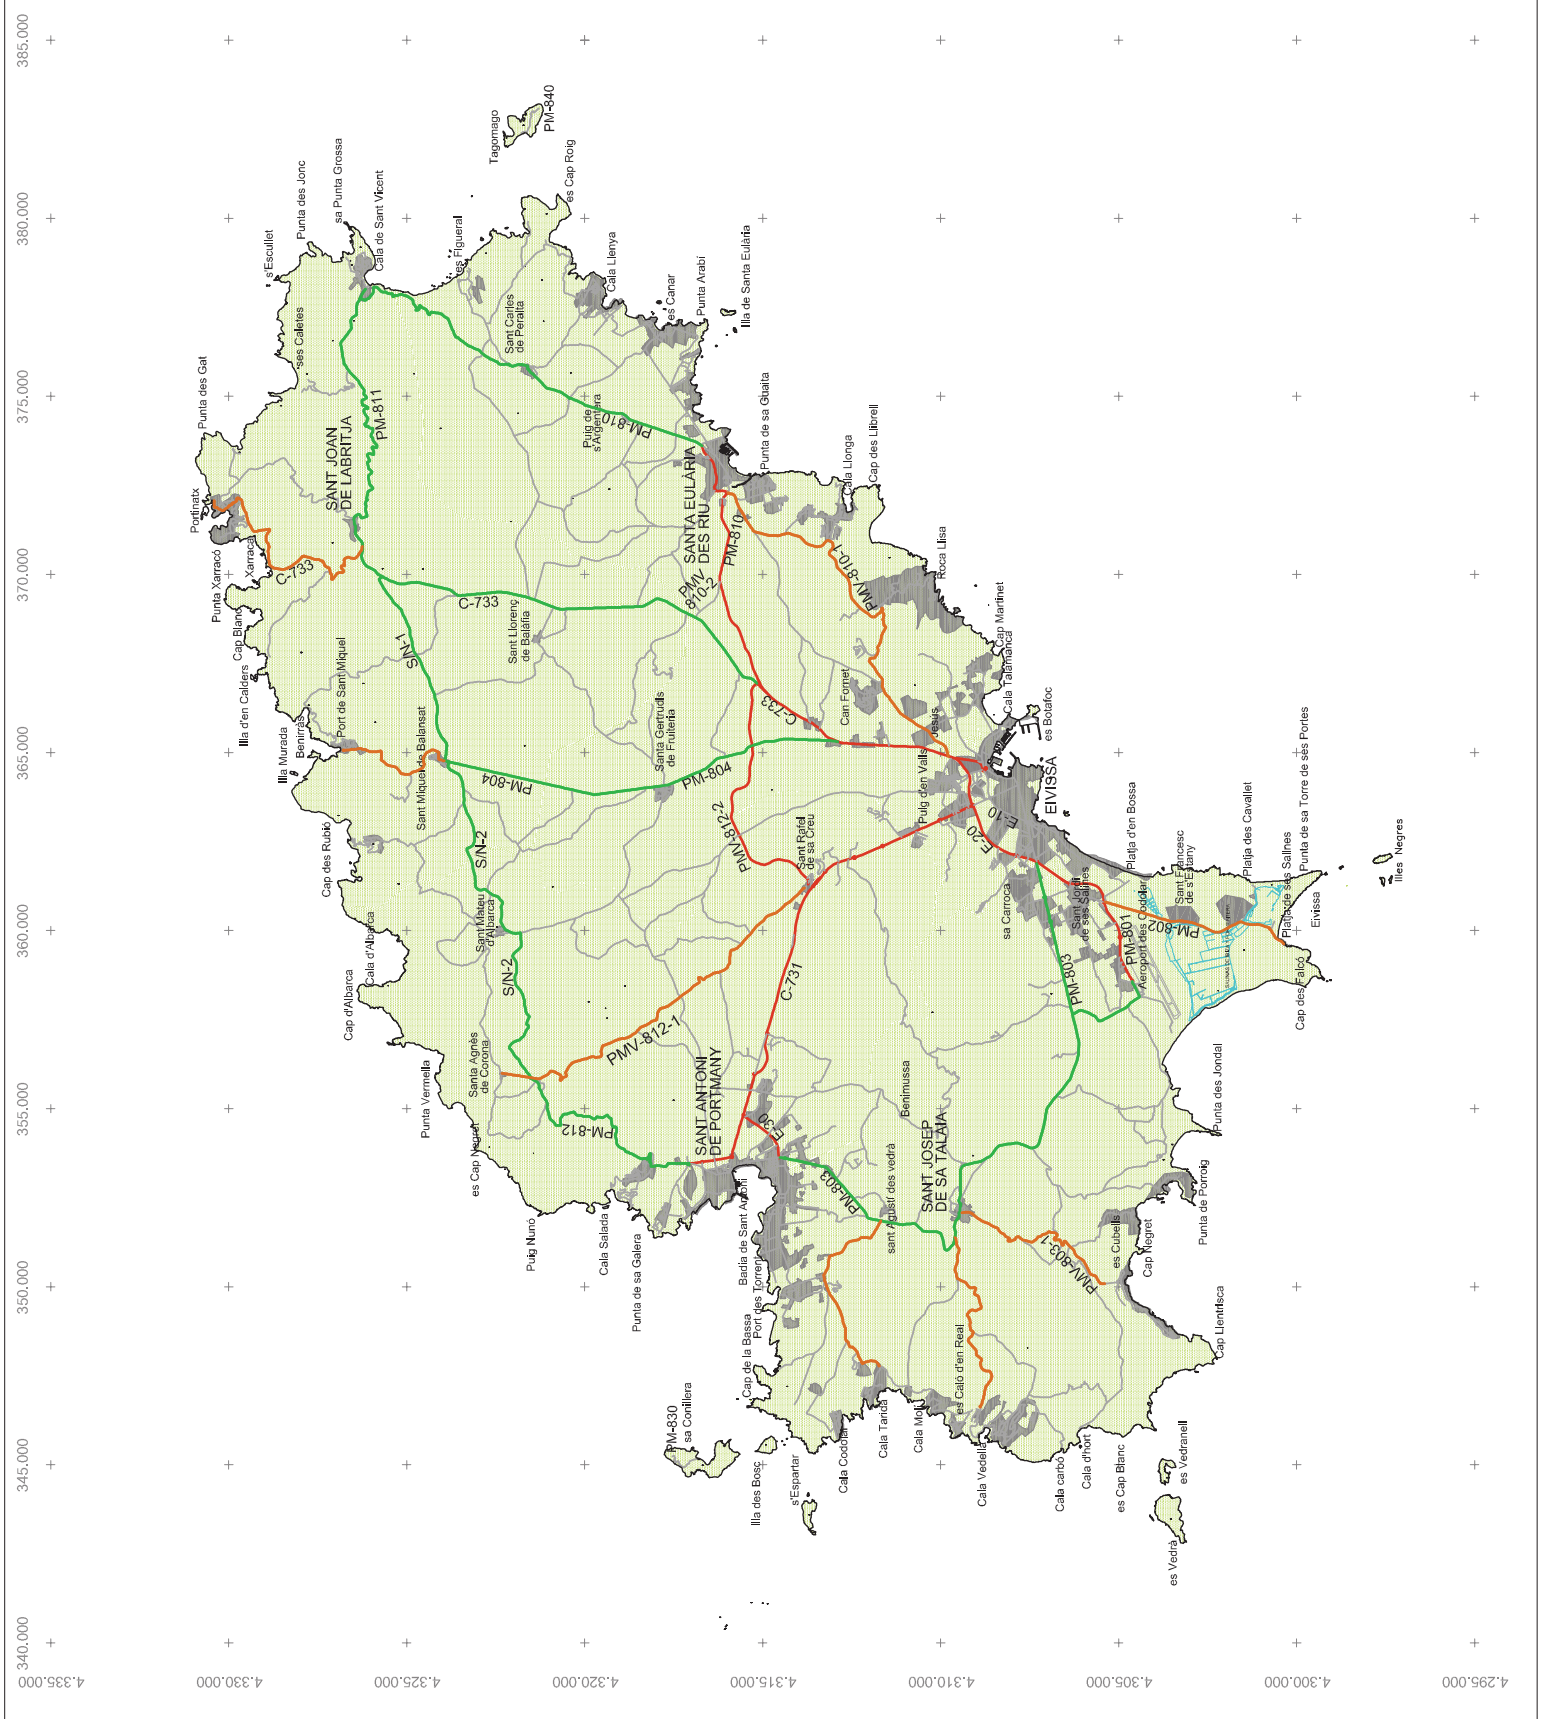 385.000
380.000
375.000
370.000
365.000
360.000
355.000
350.000
345.000
340.000
4.335.000
4.330.000
4.325.000
4.320.000
4.315.000
4.310.000
4.305.000
4.300.000
4.295.000
Tagomago
PM-840
es Cap Roig
s'Escullet
Punta des Jonc
sa Punta Grossa
Cala de Sant Vicent
es Figueral
Cala Llenya
es Canar
Punta Arabí
Illa de Santa Eulària
ses Caletes
Punta des Gat
Sant Carles
de Peralta
Puig de
s'Argentera
PM-810
PM-811
SANT JOAN
DE LABRITJA
Portinatx
Punta Xarracó
Xarraca
C-733
Cap Blanc
Illa d'en Calders
Port de Sant Miquel
Benirràs
Illa Murada
S/N-1
C-733
Sant Llorenç
de Balàfia
SANTA EULÀRIA
DES RIU
PM-810
PMV
810-2
Punta de sa Guaita
Cala Llonga
Cap des Llibrell
PMV-810-1
Roca Llisa
Cap Martinet
Cala Talamanca
es Botafoc
Can Fornet
C-733
Jesús
Puig d'en Valls
Santa Gertrudis
de Fruiteria
PM-804
PM-804
Sant Miquel de Balansat
Cap des Rubió
S/N-2
PMV-812-2
Sant Rafel
de sa Creu
EIVISSA
E-10
E-20
Platja d'en Bossa
Sant Francesc
de s'Estany
Platja des Cavallet
Platja de ses Salines
Punta de sa Torre de ses Portes
Illes Negres
Eivissa
sa Carroca
Sant Jordi
de ses Salines
Aeroport des Codolar
PM-801
PM-802
PM-803
Cap des Falcó
Sant Mateu
d'Albarca
Cala d'Albarca
Cap d'Albarca
S/N-2
C-731
PMV-812-1
Punta Vermella
Santa Agnès
de Corona
es Cap Negret
PM-812
SANT ANTONI
DE PORTMANY
E-30
Benimussa
Punta des Jondal
SANT JOSEP
DE SA TALAIA
sant Agustí des vedrà
PM-803
Puig Nunó
Cala Salada
Punta de sa Galera
Badia de Sant Antoni
Port des Torrent
Cap de la Bassa
PMV-803-1
es Cubells
Cap Negret
Punta de Porroig
Cap Llentrisca
es Caló d'en Real
PM-830
sa Conillera
Illa des Bosc
s'Espartar
Cala Codolar
Cala Tarida
Cala Molí
Cala Vedella
Cala carbó
Cala d'hort
es Cap Blanc
es Vedranell
es Vedrà